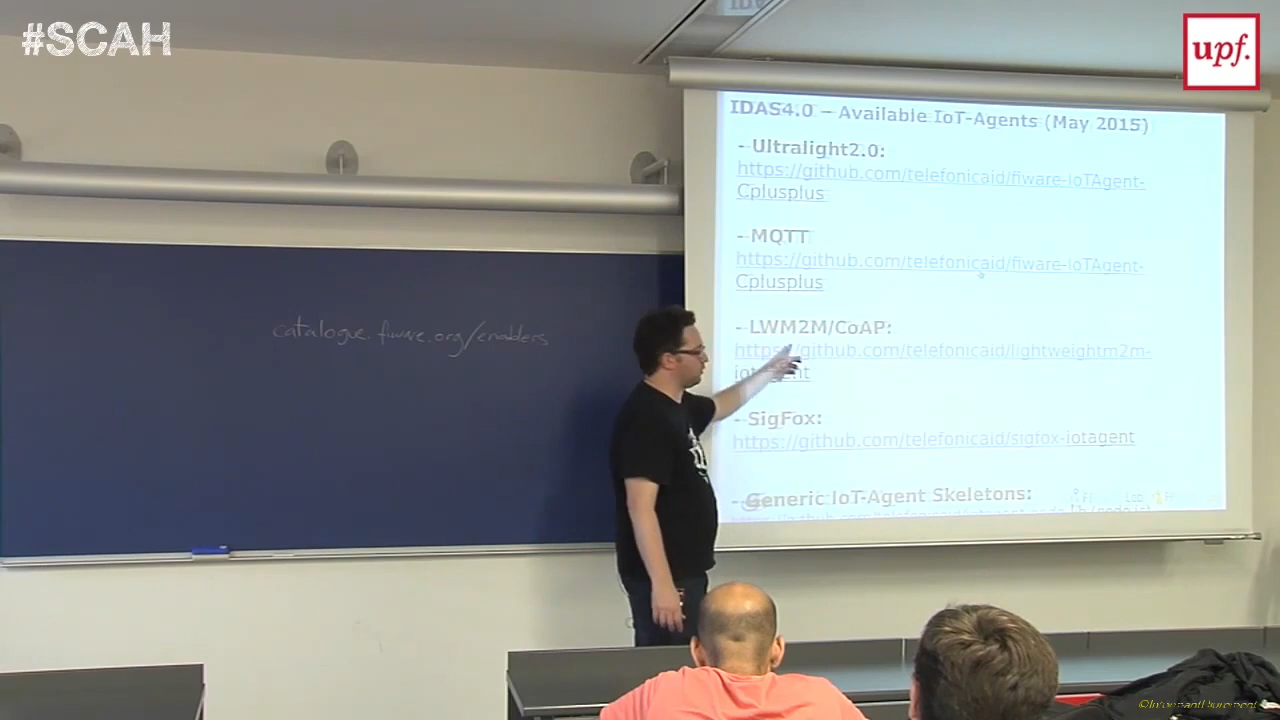 #SCAH
upf.
IDAS4.0 – Available IoT-Agents (May 2015)
- Ultralight2.0:
https://github.com/telefonicaid/fiware-IoTAgent-
Cplusplus
- MQTT
https://github.com/telefonicaid/fiware-IoTAgent-
Cplusplus
- LWM2M/CoAP:
https://github.com/telefonicaid/lightweightm2m-
iotagent
- SigFox:
https://github.com/telefonicaid/sigfox-iotagent
- Generic IoT-Agent Skeletons:
catalogue.fiware.org/enablers